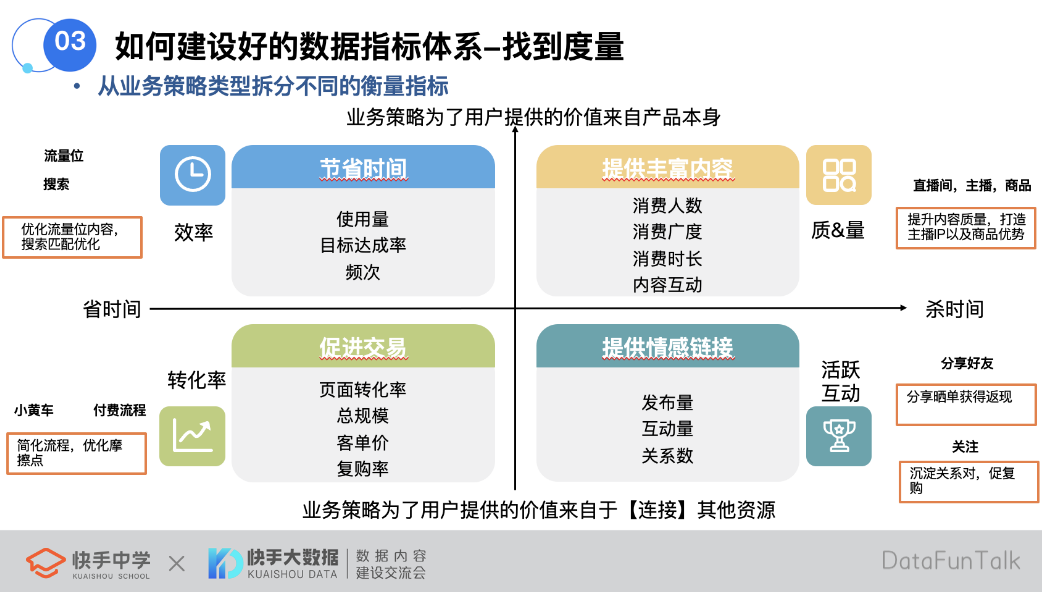 03
如何建设好的数据指标体系–找到度量
• 从业务策略类型拆分不同的衡量指标
业务策略为了用户提供的价值来自产品本身
流量位
搜索
优化流量位内容,
搜索匹配优化
效率
节省时间
使用量
目标达成率
频次
提供丰富内容
消费人数
消费广度
消费时长
内容互动
质&量
直播间，主播，商品
提升内容质量，打造
主播IP以及商品优势
省时间
杀时间
转化率
小黄车
付费流程
简化流程，优化摩
擦点
促进交易
页面转化率
总规模
客单价
复购率
提供情感链接
发布量
互动量
关系数
活跃
互动
分享好友
分享晒单获得返现
关注
沉淀关系对，促复
购
业务策略为了用户提供的价值来自于【连接】其他资源
快手中学
KUAISHOU SCHOOL
×
快手大数据
KUAISHOU DATA
数据内容
建设交流会
DataFunTalk